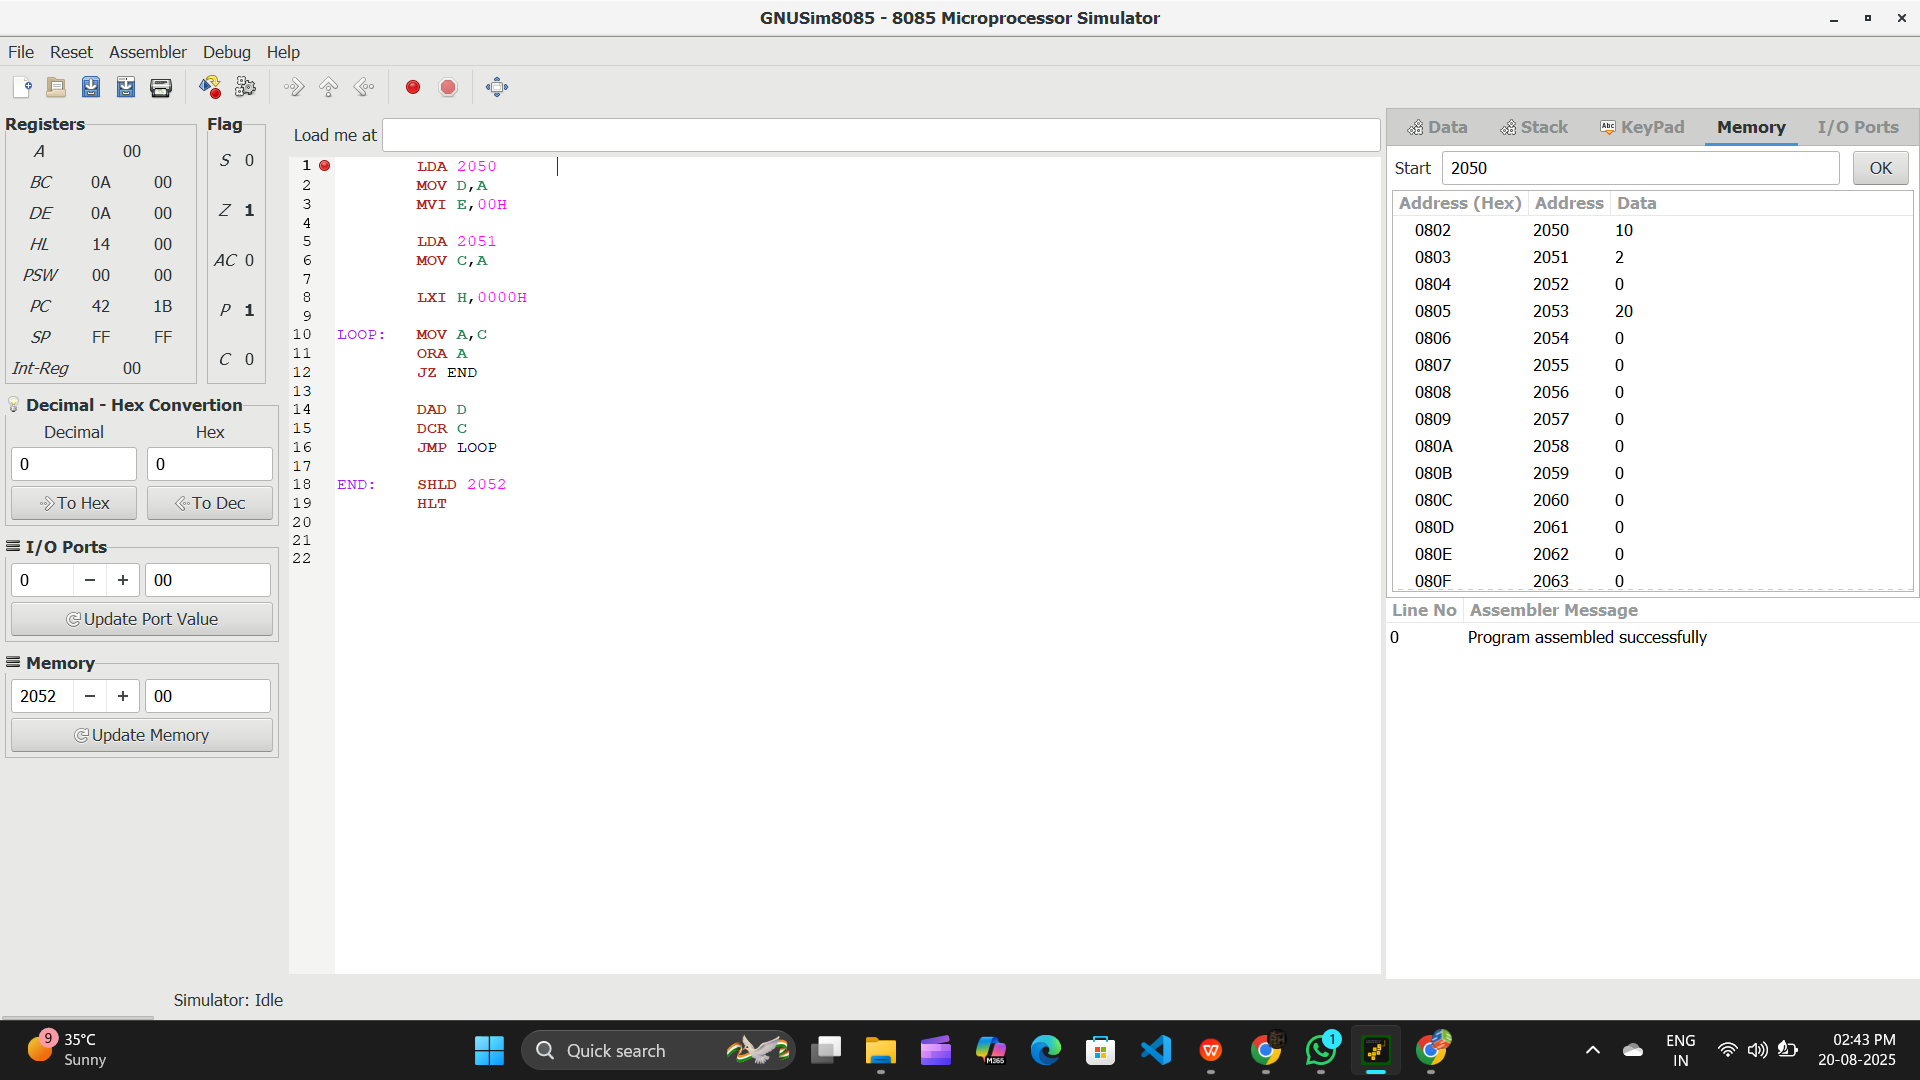 GNUSim8085 - 8085 Microprocessor Simulator
File Reset Assembler Debug Help
Registers
A 00
BC 0A 00
DE 0A 00
HL 14 00
PSW 00 00
PC 42 1B
SP FF FF
Int-Reg 00
Flag
S 0
Z 1
AC 0
P 1
C 0
Decimal - Hex Convertion
Decimal Hex
0 0
To Hex To Dec
I/O Ports
0 − + 00
Update Port Value
Memory
2052 − + 00
Update Memory
Load me at
1 LDA 2050
2 MOV D,A
3 MVI E,00H
4
5 LDA 2051
6 MOV C,A
7
8 LXI H,0000H
9
10 LOOP: MOV A,C
11 ORA A
12 JZ END
13
14 DAD D
15 DCR C
16 JMP LOOP
17
18 END: SHLD 2052
19 HLT
20
21
22
Data Stack Abc KeyPad Memory I/O Ports
Start 2050 OK
Address (Hex) Address Data
0802 2050 10
0803 2051 2
0804 2052 0
0805 2053 20
0806 2054 0
0807 2055 0
0808 2056 0
0809 2057 0
080A 2058 0
080B 2059 0
080C 2060 0
080D 2061 0
080E 2062 0
080F 2063 0
Line No Assembler Message
0 Program assembled successfully
Simulator: Idle
9 35°C
Sunny
Quick search
M365
W
1
ENG
IN
02:43 PM
20-08-2025